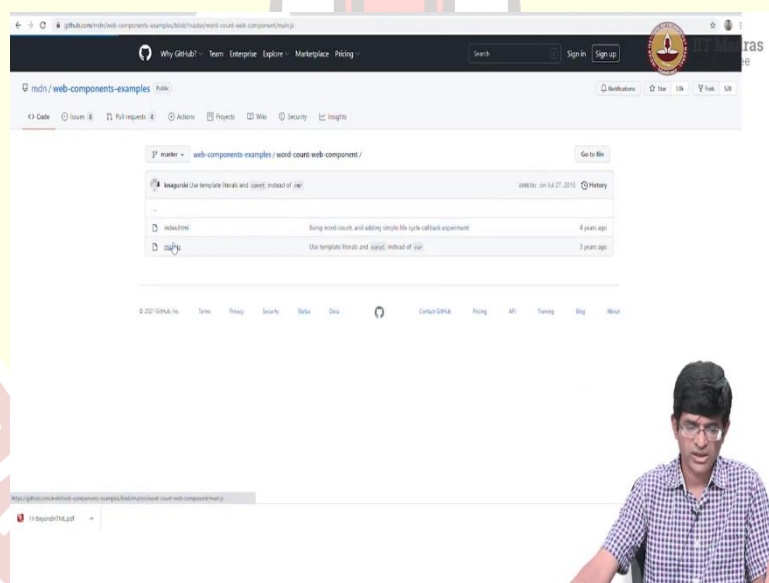 github.com/mdn/web-components-examples/blob/master/word-count-web-component/main.js
Why GitHub? Team Enterprise Explore Marketplace Pricing Search Sign in Sign up
IIT Madras
mdn / web-components-examples Public Notifications Star Fork
Code Issues Pull requests Actions Projects Wiki Security Insights
master web-components-examples / word-count-web-component / Go to file
knagurski Use template literals and const instead of var on Jul 27, History
..
index.html fixing word-count, and adding simple life cycle callback experiment 4 years ago
main.js Use template literals and const instead of var 3 years ago
© 2021 GitHub, Inc. Terms Privacy Security Status Docs Contact GitHub Pricing API Training Blog About
https://github.com/mdn/web-components-examples/blob/master/word-count-web-component/main.js